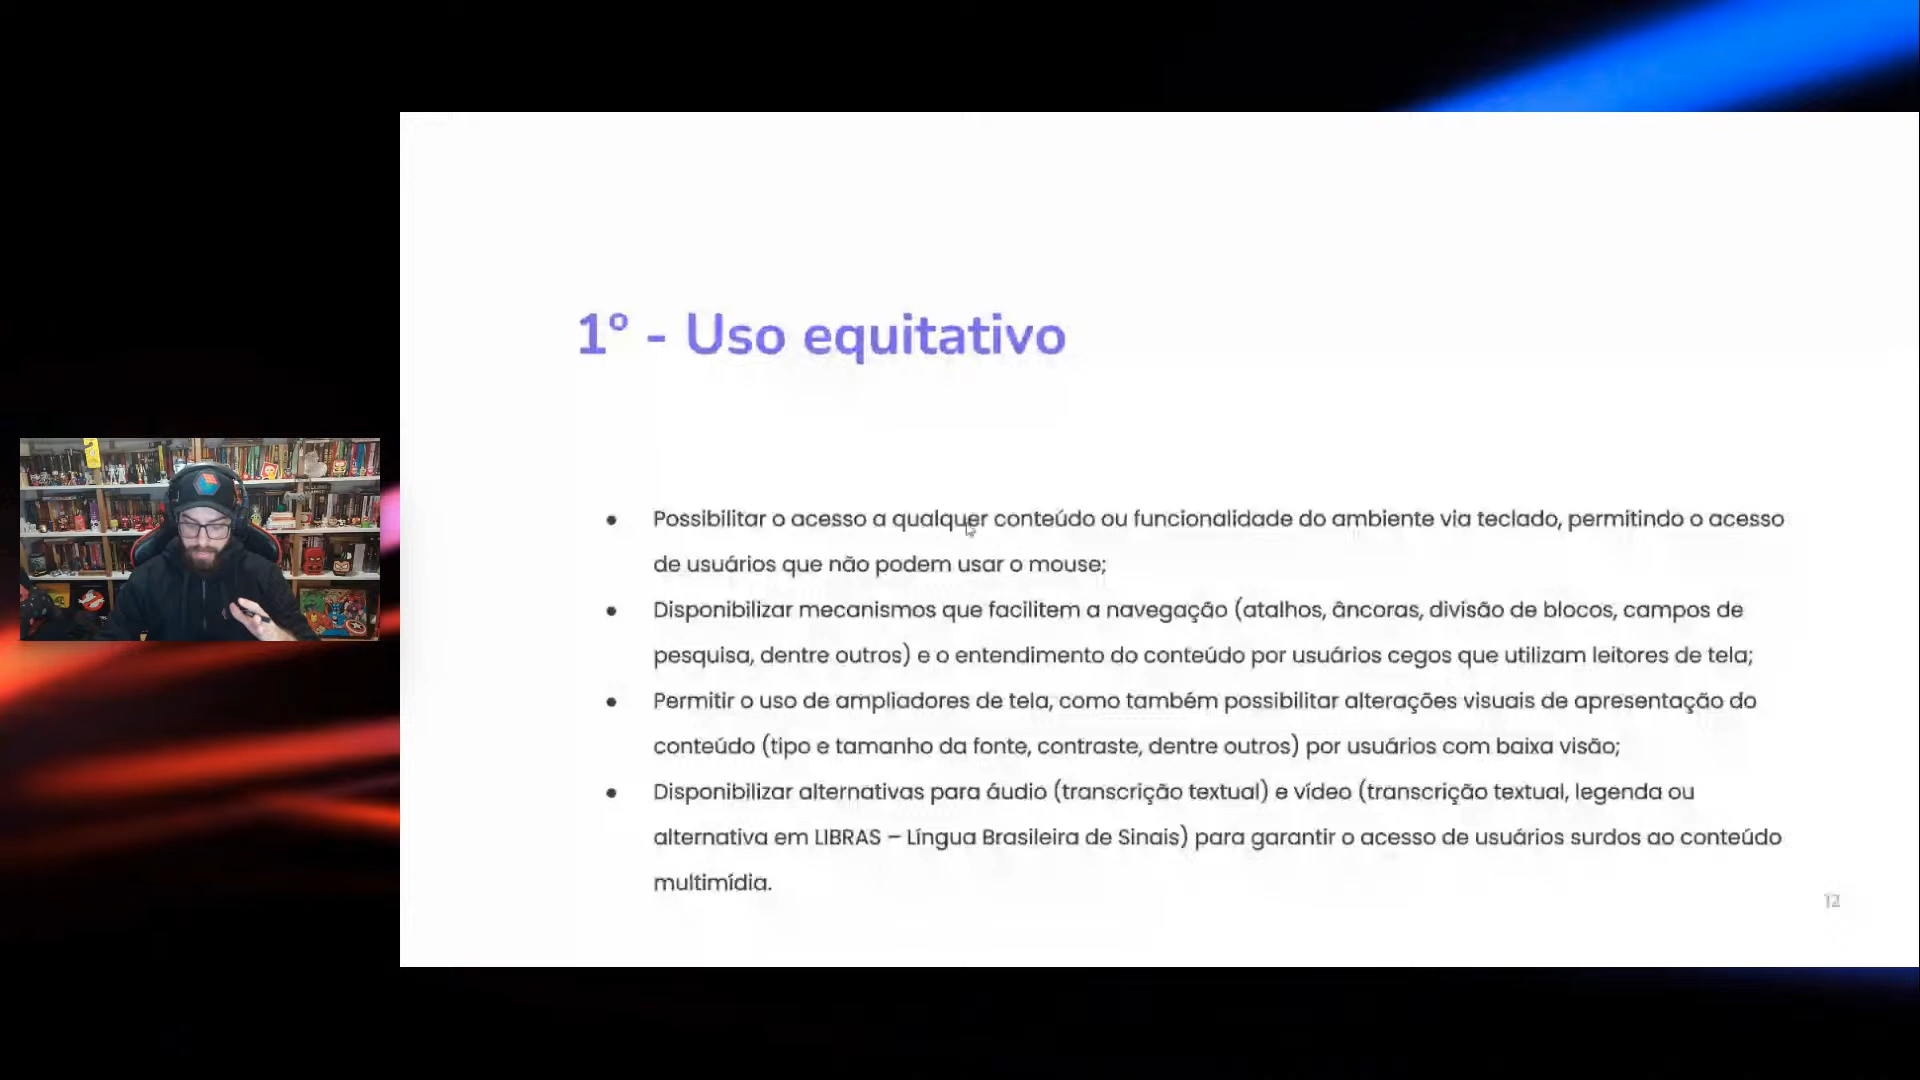 1º - Uso equitativo
● Possibilitar o acesso a qualquer conteúdo ou funcionalidade do ambiente via teclado, permitindo o acesso
de usuários que não podem usar o mouse;
● Disponibilizar mecanismos que facilitem a navegação (atalhos, âncoras, divisão de blocos, campos de
pesquisa, dentre outros) e o entendimento do conteúdo por usuários cegos que utilizam leitores de tela;
● Permitir o uso de ampliadores de tela, como também possibilitar alterações visuais de apresentação do
conteúdo (tipo e tamanho da fonte, contraste, dentre outros) por usuários com baixa visão;
● Disponibilizar alternativas para áudio (transcrição textual) e vídeo (transcrição textual, legenda ou
alternativa em LIBRAS – Língua Brasileira de Sinais) para garantir o acesso de usuários surdos ao conteúdo
multimídia.
12